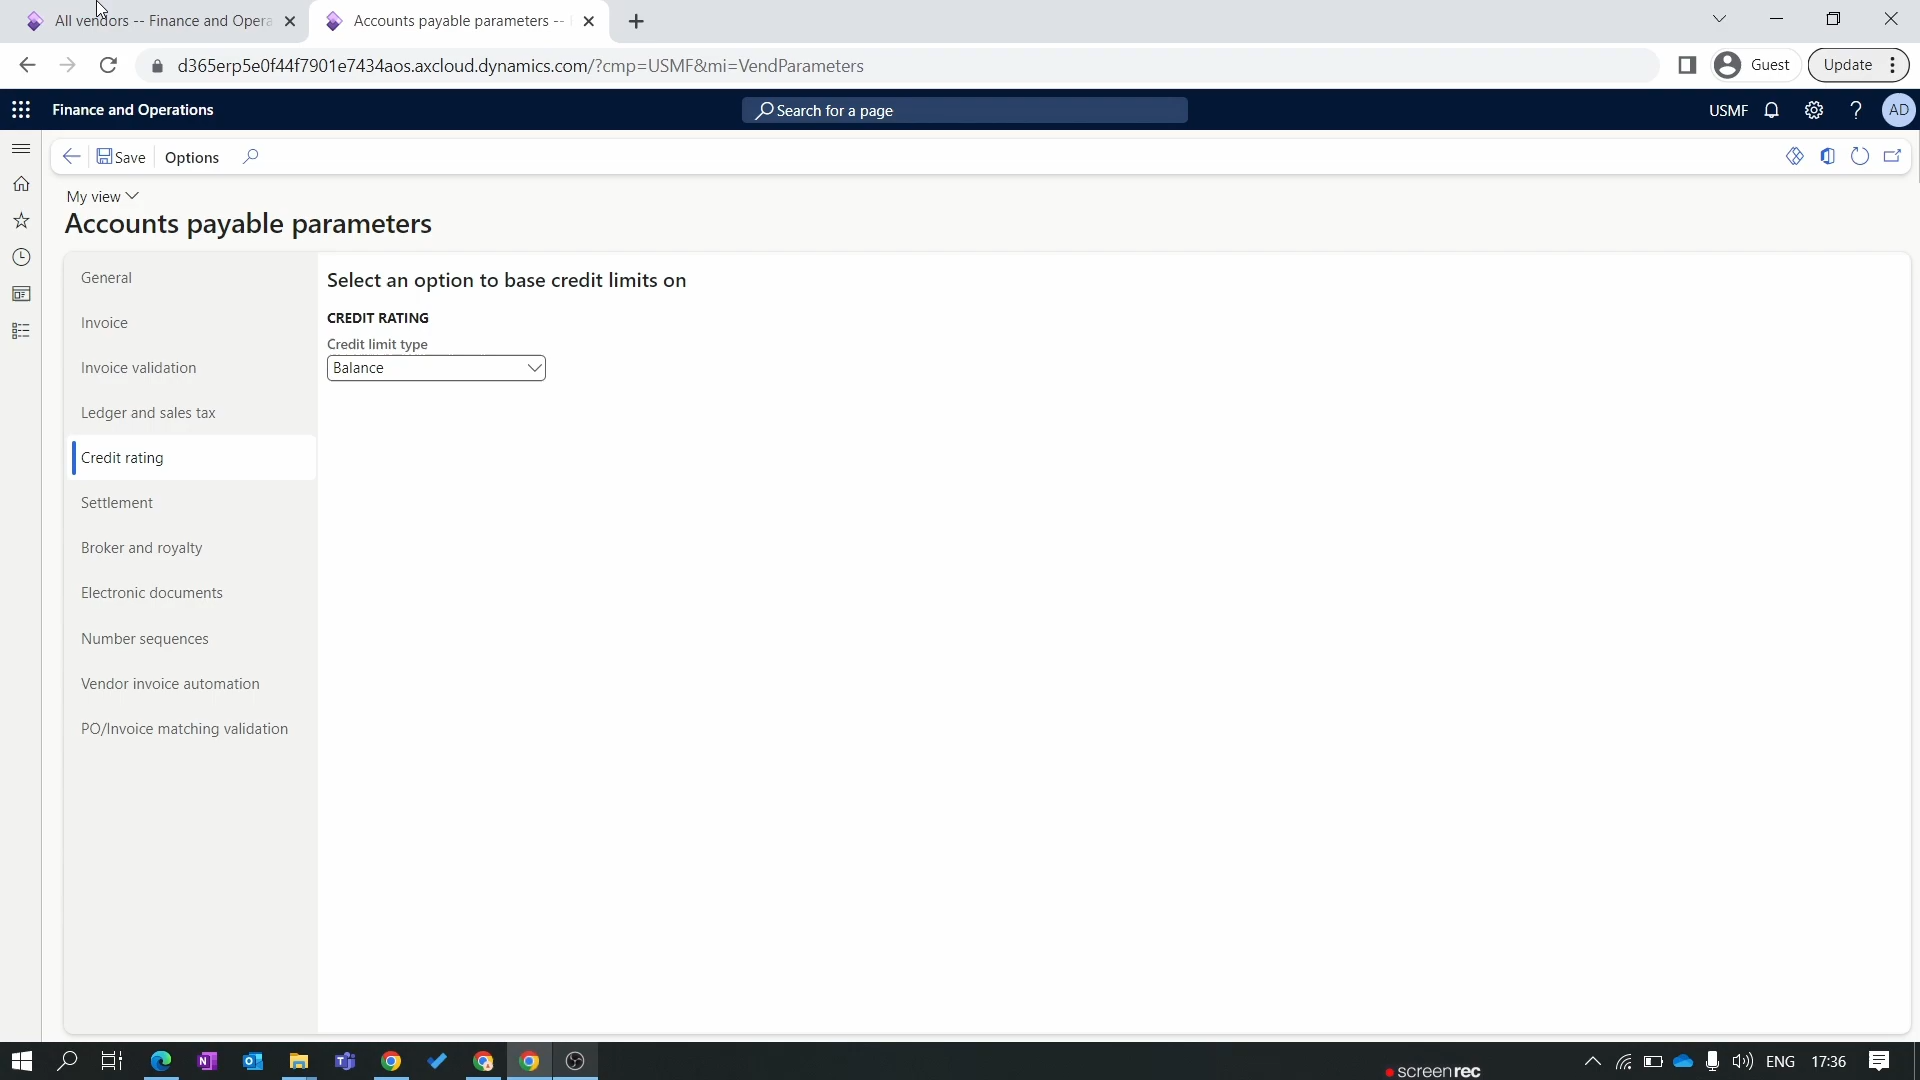 All vendors -- Finance and Opera
Accounts payable parameters --
d365erp5e0f44f7901e7434aos.axcloud.dynamics.com/?cmp=USMF&mi=VendParameters
Guest
Update
Finance and Operations
Search for a page
USMF
AD
Save
Options
My view
Accounts payable parameters
General
Invoice
Invoice validation
Ledger and sales tax
Credit rating
Settlement
Broker and royalty
Electronic documents
Number sequences
Vendor invoice automation
PO/Invoice matching validation
Select an option to base credit limits on
CREDIT RATING
Credit limit type
Balance
screenrec
ENG
17:36